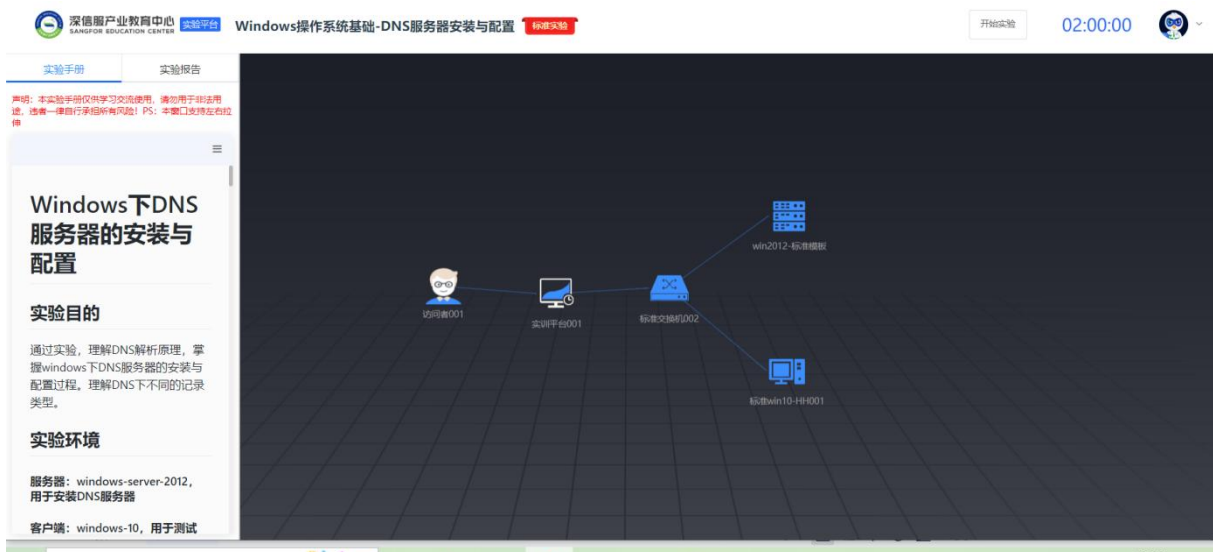 深信服产业教育中心 实验平台 Windows操作系统基础-DNS服务器安装与配置 标准实验 开始实验 02:00:00
SANGFOR EDUCATION CENTER
实验手册 实验报告
声明：本实验手册仅供学习交流使用，请勿用于非法用
途，违者一律自行承担所有风险！PS：本窗口支持左右拉
伸
Windows下DNS
服务器的安装与
配置
实验目的
通过实验，理解DNS解析原理，掌
握windows下DNS服务器的安装与
配置过程。理解DNS下不同的记录
类型。
实验环境
服务器：windows-server-2012，
用于安装DNS服务器
客户端：windows-10，用于测试
win2012-标准模板
访问者001
实训平台001
标准交换机002
标准win10-HH001